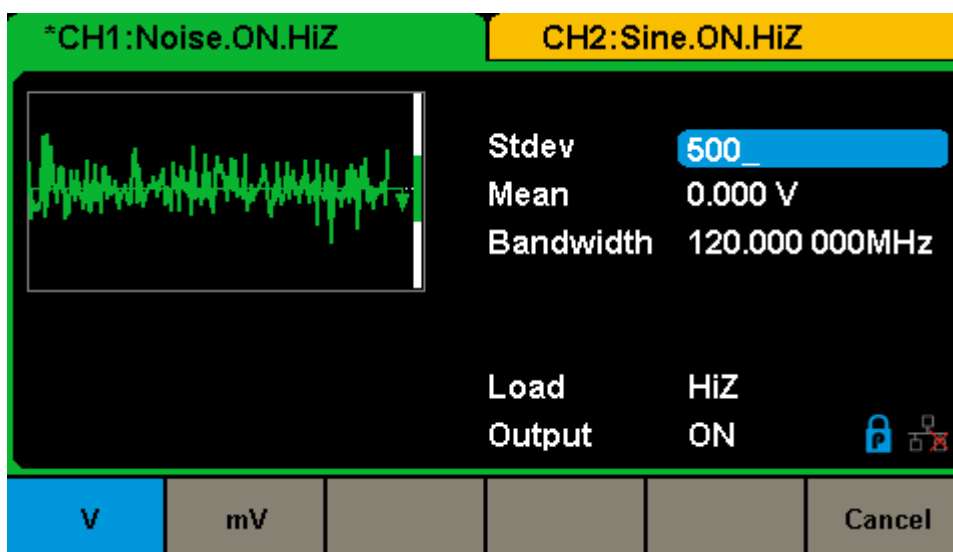 *CH1:Noise.ON.HiZ CH2:Sine.ON.HiZ
Stdev 500_
Mean 0.000 V
Bandwidth 120.000 000MHz
Load HiZ
Output ON P
V mV Cancel